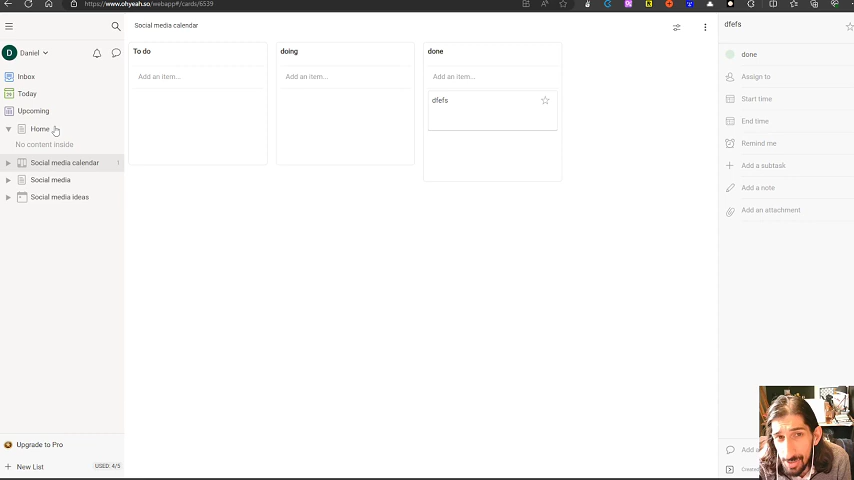 https://www.ohyeah.so/webapp#/cards/6539
D Daniel
Inbox
Today
Upcoming
Home
No content inside
Social media calendar
Social media
Social media ideas
Upgrade to Pro
New List
USED: 4/5
Social media calendar
To do
Add an item...
doing
Add an item...
done
Add an item...
dfefs
dfefs
done
Assign to
Start time
End time
Remind me
Add a subtask
Add a note
Add an attachment
Add
Created